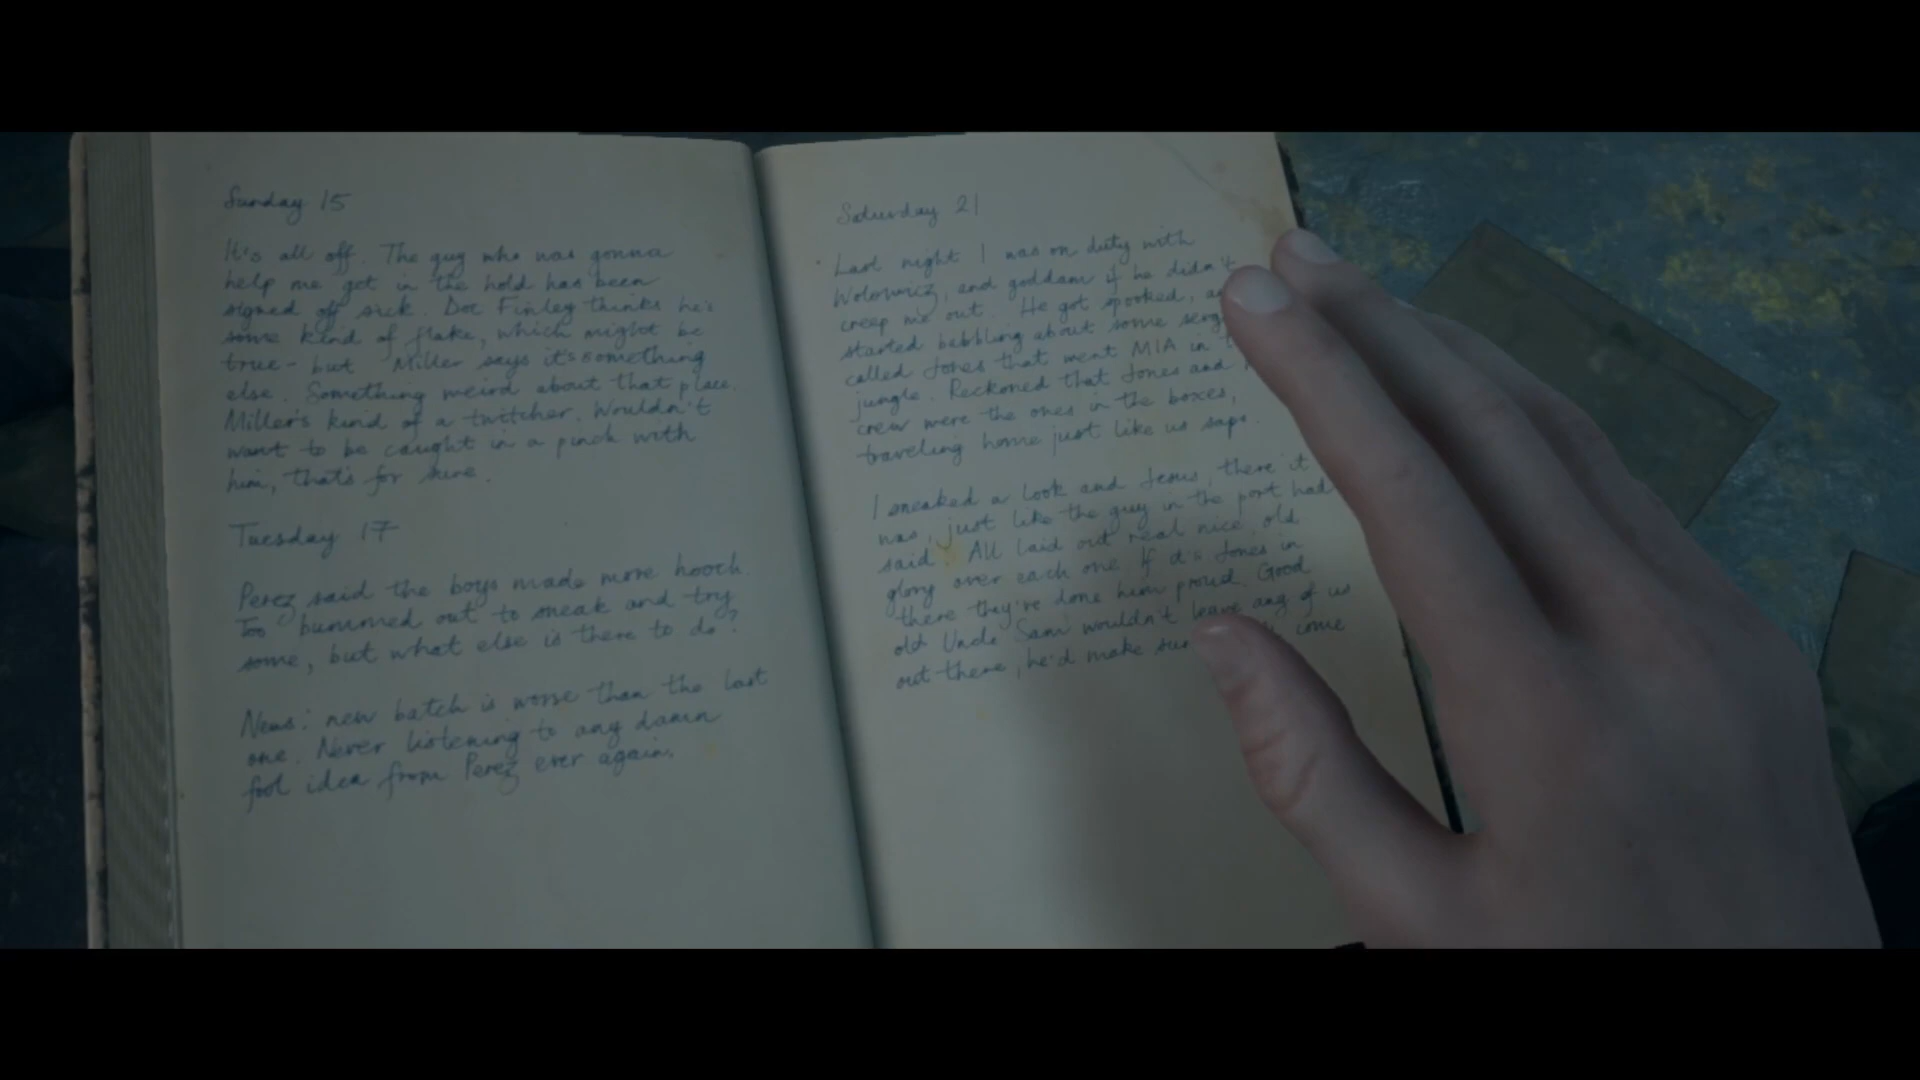 Sunday 15
It's all off. The guy who was gonna
help me get in the hold has been
signed off sick. Doc Finley thinks he's
some kind of flake, which might be
true - but Miller says it's something
else. Something weird about that place.
Miller's kind of a twitcher. Wouldn't
want to be caught in a pinch with
him, that's for sure.
Tuesday 17
Perez said the boys made more hooch.
Too bummed out to sneak and try
some, but what else is there to do?
News: new batch is worse than the last
one. Never listening to any damn
fool idea from Perez ever again.
Saturday 21
Last night I was on duty with
Wolowicz, and goddam if he didn't
creep me out. He got spooked,
started babbling about some
called Jones that went MIA in
jungle. Reckoned that Jones and
crew were the ones in the boxes,
traveling home just like us saps.
I sneaked a look and Jesus, there it
was, just like the guy in the port had
said. All laid out real nice, old
glory over each one. If it's Jones in
there they've done him proud. Good
old Uncle Sam wouldn't leave any of us
out there, he'd make come